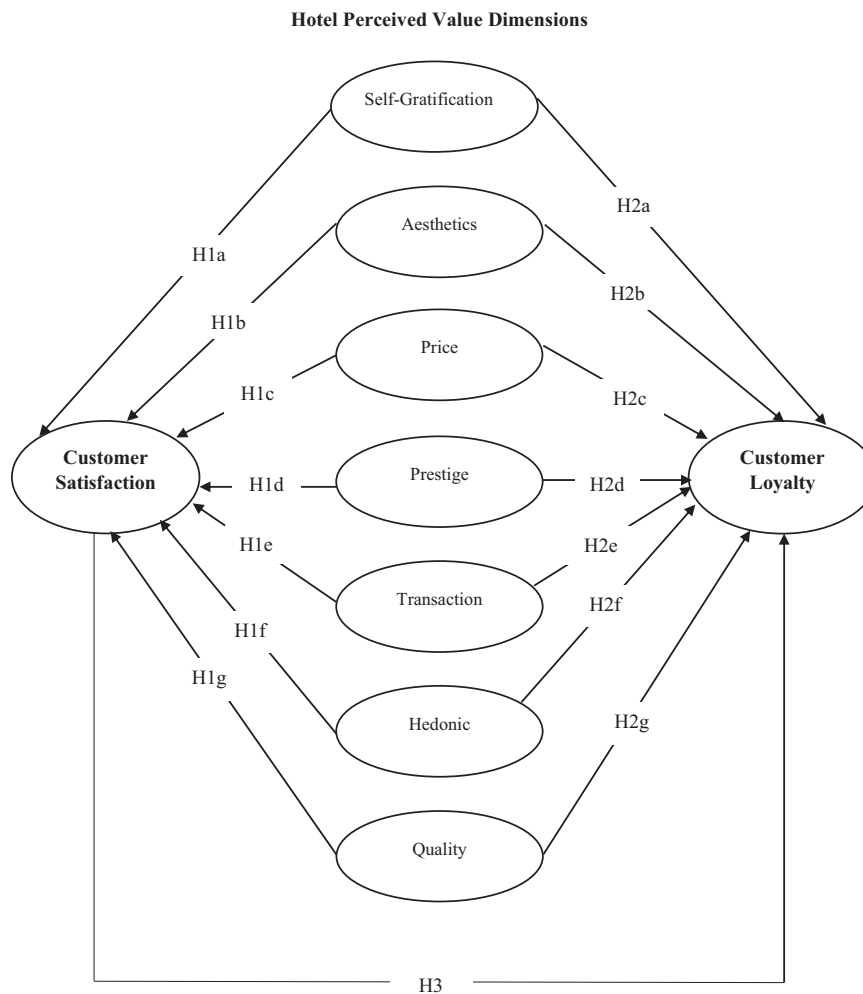 Hotel Perceived Value Dimensions
Self-Gratification
H2a
Aesthetics
H1a
H2b
H1b
Price
H1c
H2c
Customer
Satisfaction
Prestige
Customer
Loyalty
H1d
H2d
H1e
H2e
Transaction
H2f
H1f
H1g
Hedonic
H2g
Quality
H3